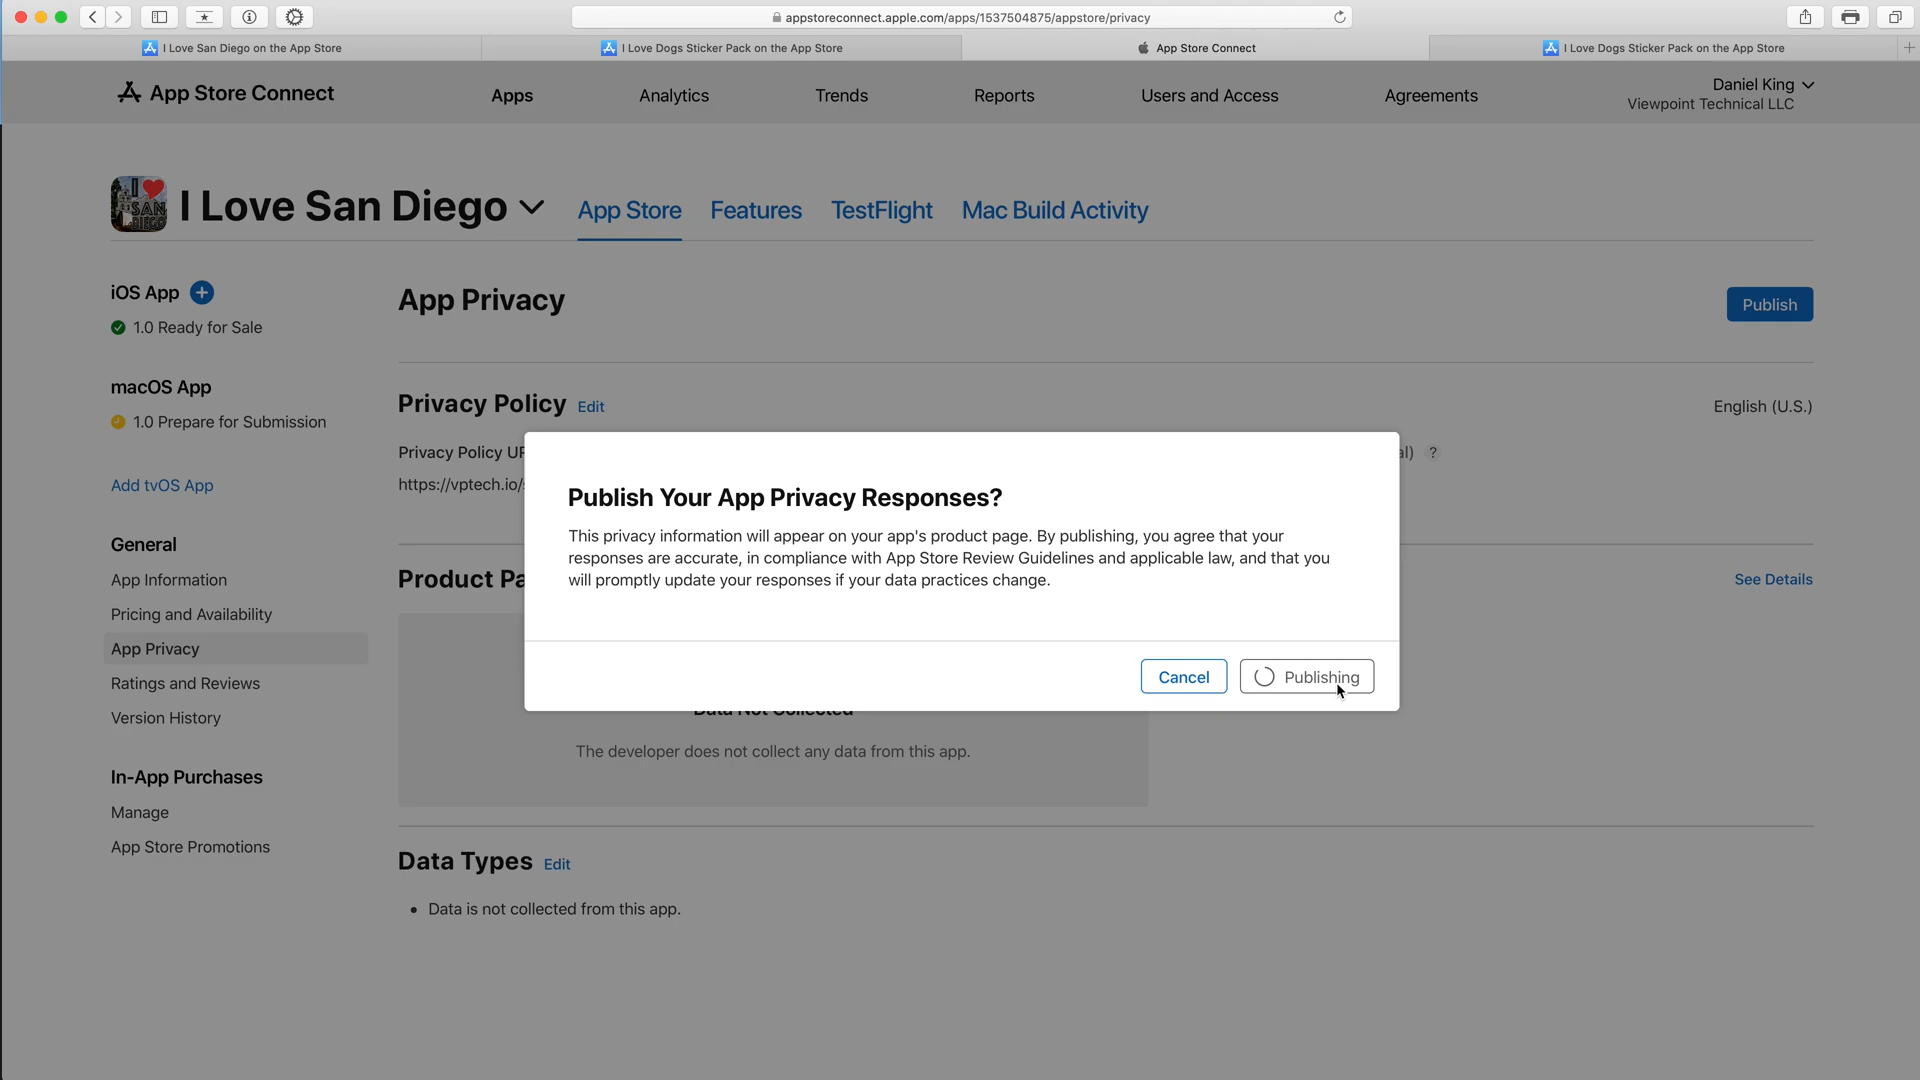 appstoreconnect.apple.com/apps/1537504875/appstore/privacy
I Love San Diego on the App Store
I Love Dogs Sticker Pack on the App Store
App Store Connect
I Love Dogs Sticker Pack on the App Store
App Store Connect
Apps
Analytics
Trends
Reports
Users and Access
Agreements
Daniel King
Viewpoint Technical LLC
I Love San Diego
App Store
Features
TestFlight
Mac Build Activity
iOS App
1.0 Ready for Sale
macOS App
1.0 Prepare for Submission
Add tvOS App
General
App Information
Pricing and Availability
App Privacy
Ratings and Reviews
Version History
In-App Purchases
Manage
App Store Promotions
App Privacy
Publish
Privacy Policy Edit
English (U.S.)
Privacy Policy
?
https://vptech.io/
Product
See Details
Publish Your App Privacy Responses?
This privacy information will appear on your app's product page. By publishing, you agree that your
responses are accurate, in compliance with App Store Review Guidelines and applicable law, and that you
will promptly update your responses if your data practices change.
Cancel
Publishing
Data Not Collected
The developer does not collect any data from this app.
Data Types Edit
• Data is not collected from this app.